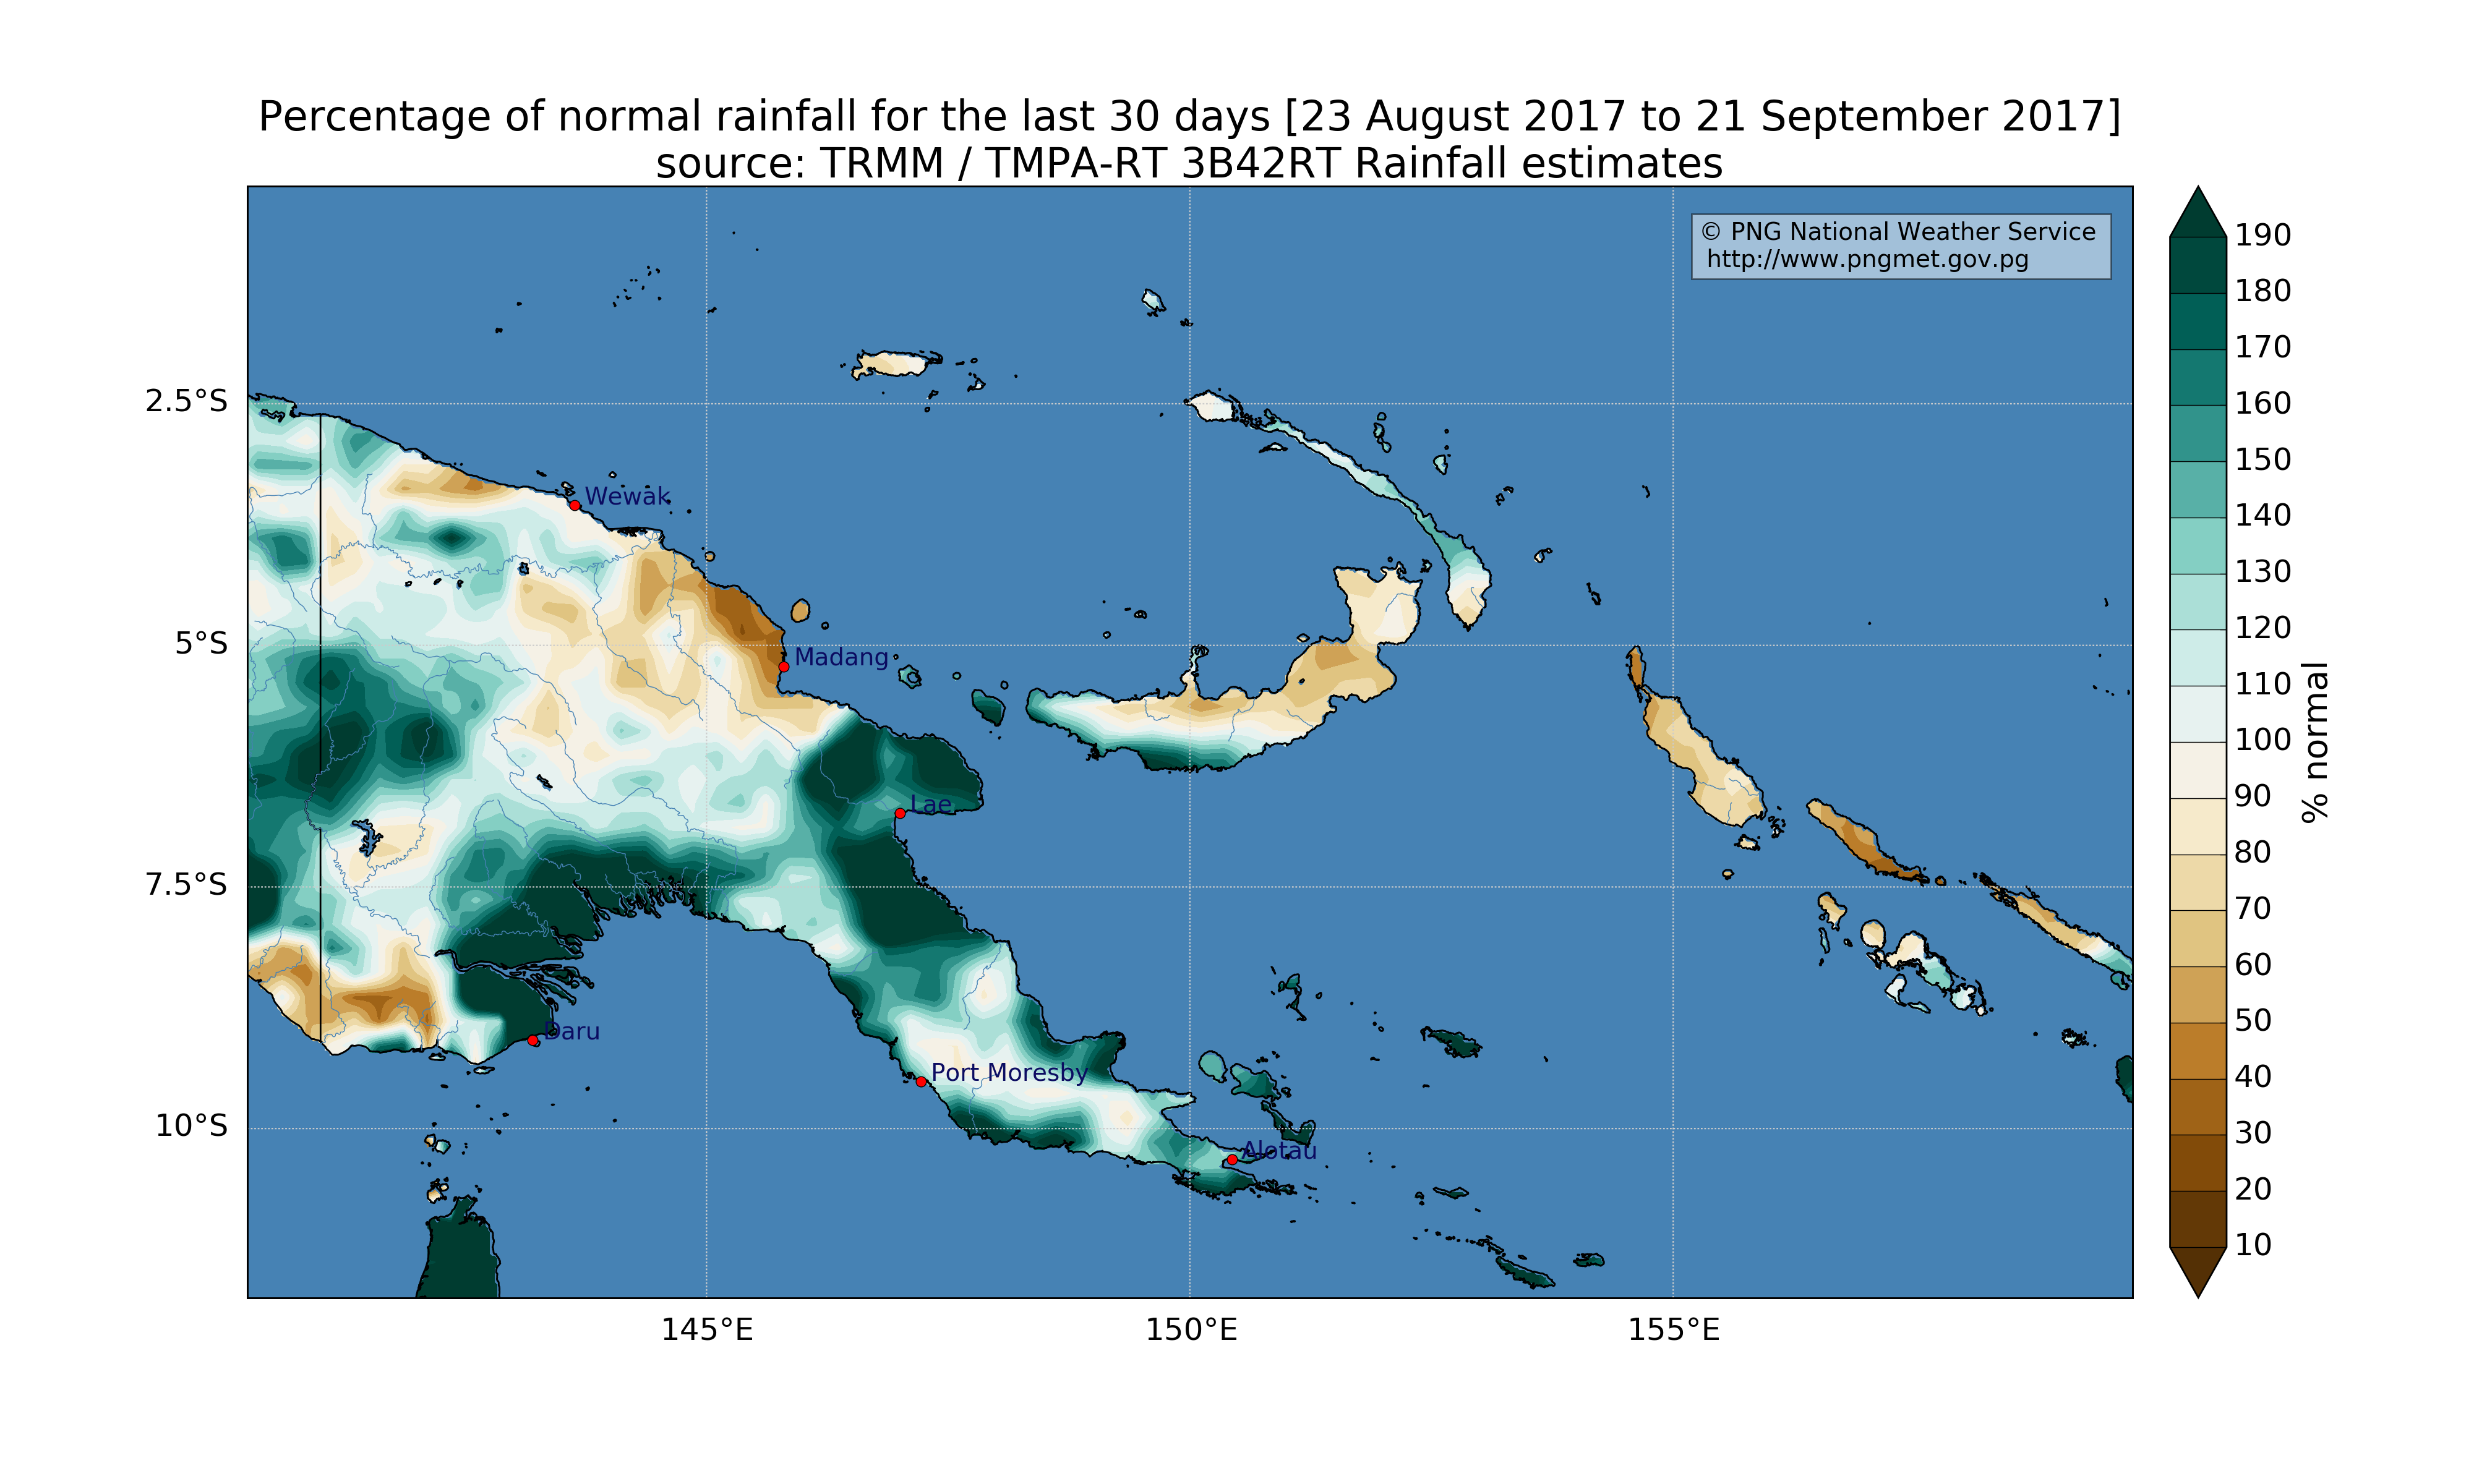 Percentage of normal rainfall for the last 30 days [23 August 2017 to 21 September 2017]
source: TRMM / TMPA-RT 3B42RT Rainfall estimates
© PNG National Weather Service
http://www.pngmet.gov.pg
2.5°S
5°S
7.5°S
10°S
Wewak
Madang
Lae
Daru
Port Moresby
Alotau
145°E
150°E
155°E
190
180
170
160
150
140
130
120
110
100
90
80
70
60
50
40
30
20
10
% normal